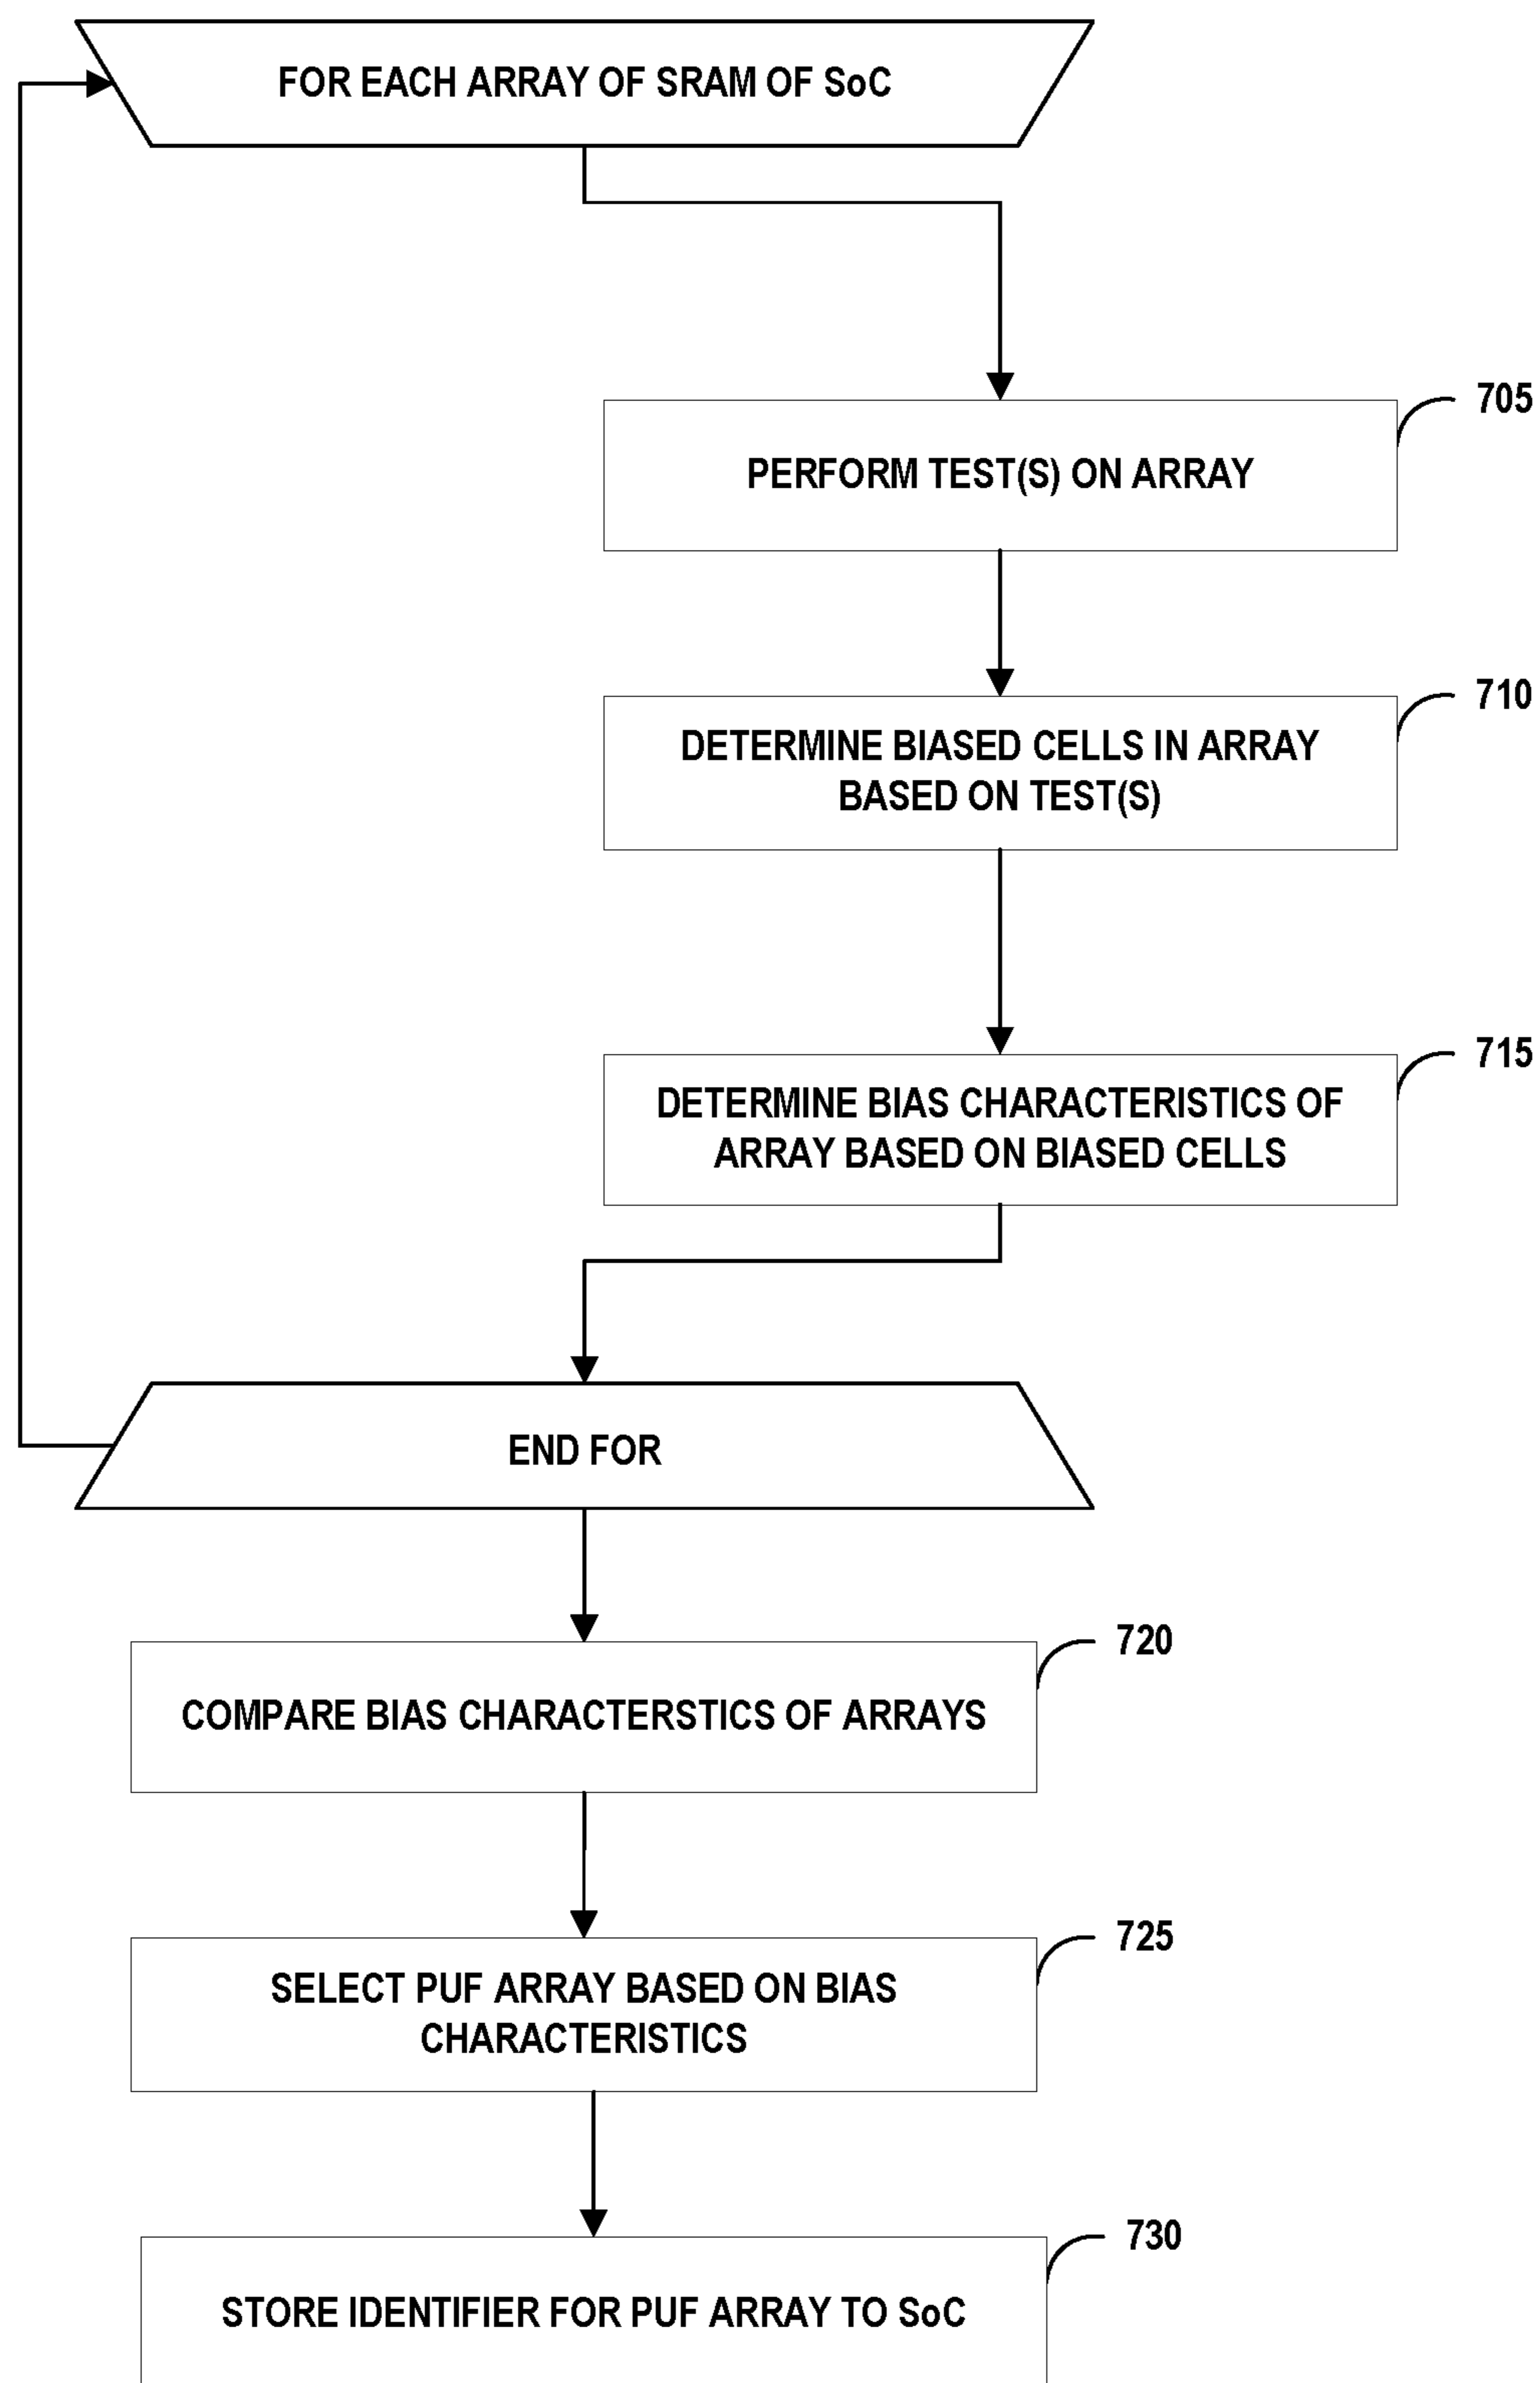 FOR EACH ARRAY OF SRAM OF SoC
705
PERFORM TEST(S) ON ARRAY
710
DETERMINE BIASED CELLS IN ARRAY
BASED ON TEST(S)
715
DETERMINE BIAS CHARACTERISTICS OF
ARRAY BASED ON BIASED CELLS
END FOR
720
COMPARE BIAS CHARACTERSTICS OF ARRAYS
725
SELECT PUF ARRAY BASED ON BIAS
CHARACTERISTICS
730
STORE IDENTIFIER FOR PUF ARRAY TO SoC